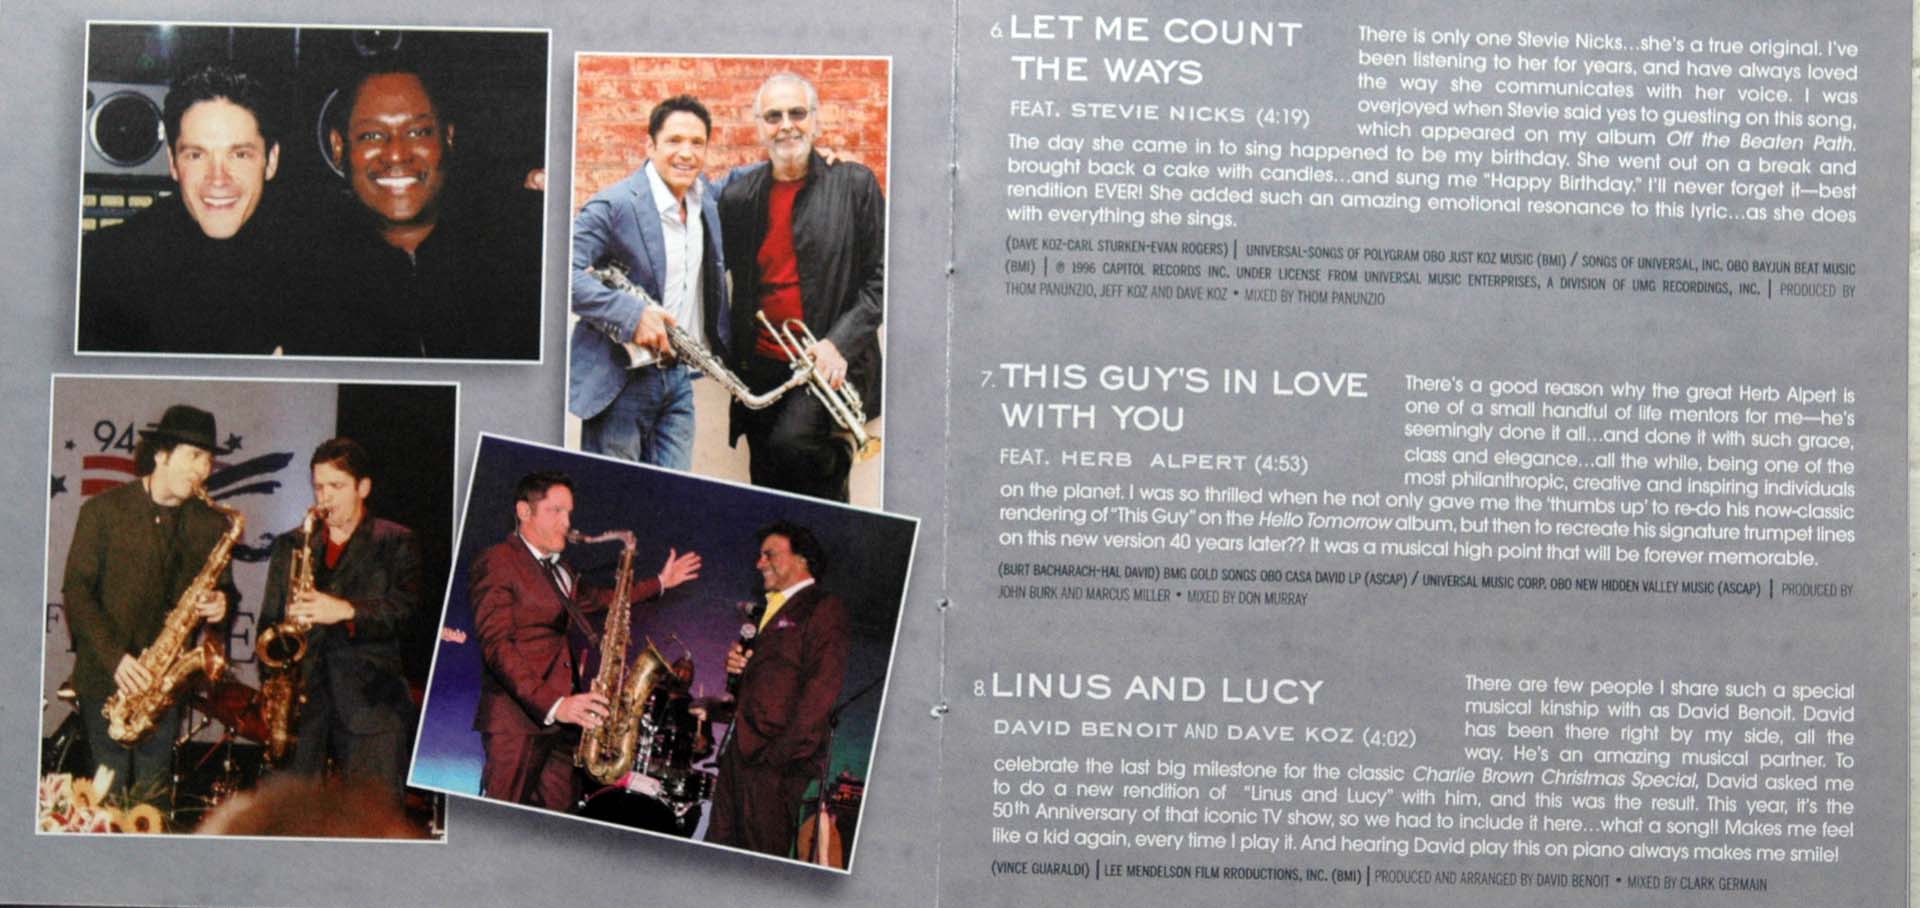 94
6. LET ME COUNT
THE WAYS
FEAT. STEVIE NICKS (4:19)
There is only one Stevie Nicks...she's a true original. I've
been listening to her for years, and have always loved
the way she communicates with her voice. I was
overjoyed when Stevie said yes to guesting on this song,
which appeared on my album Off the Beaten Path.
The day she came in to sing happened to be my birthday. She went out on a break and
brought back a cake with candles...and sung me "Happy Birthday." I'll never forget it—best
rendition EVER! She added such an amazing emotional resonance to this lyric...as she does
with everything she sings.
(DAVE KOZ-CARL STURKEN-EVAN ROGERS) | UNIVERSAL-SONGS OF POLYGRAM OBO JUST KOZ MUSIC (BMI) / SONGS OF UNIVERSAL, INC. OBO BAYJUN BEAT MUSIC
(BMI) | ℗ 1996 CAPITOL RECORDS INC. UNDER LICENSE FROM UNIVERSAL MUSIC ENTERPRISES, A DIVISION OF UMG RECORDINGS, INC. | PRODUCED BY
THOM PANUNZIO, JEFF KOZ AND DAVE KOZ • MIXED BY THOM PANUNZIO
7. THIS GUY'S IN LOVE
WITH YOU
FEAT. HERB ALPERT (4:53)
There's a good reason why the great Herb Alpert is
one of a small handful of life mentors for me—he's
seemingly done it all...and done it with such grace,
class and elegance...all the while, being one of the
most philanthropic, creative and inspiring individuals
on the planet. I was so thrilled when he not only gave me the 'thumbs up' to re-do his now-classic
rendering of "This Guy" on the Hello Tomorrow album, but then to recreate his signature trumpet lines
on this new version 40 years later?? It was a musical high point that will be forever memorable.
(BURT BACHARACH-HAL DAVID) BMG GOLD SONGS OBO CASA DAVID LP (ASCAP) / UNIVERSAL MUSIC CORP. OBO NEW HIDDEN VALLEY MUSIC (ASCAP) | PRODUCED BY
JOHN BURK AND MARCUS MILLER • MIXED BY DON MURRAY
8. LINUS AND LUCY
DAVID BENOIT AND DAVE KOZ (4:02)
There are few people I share such a special
musical kinship with as David Benoit. David
has been there right by my side, all the
way. He's an amazing musical partner. To
celebrate the last big milestone for the classic Charlie Brown Christmas Special, David asked me
to do a new rendition of "Linus and Lucy" with him, and this was the result. This year, it's the
50th Anniversary of that iconic TV show, so we had to include it here...what a song!! Makes me feel
like a kid again, every time I play it. And hearing David play this on piano always makes me smile!
(VINCE GUARALDI) | LEE MENDELSON FILM RRODUCTIONS, INC. (BMI) | PRODUCED AND ARRANGED BY DAVID BENOIT • MIXED BY CLARK GERMAIN